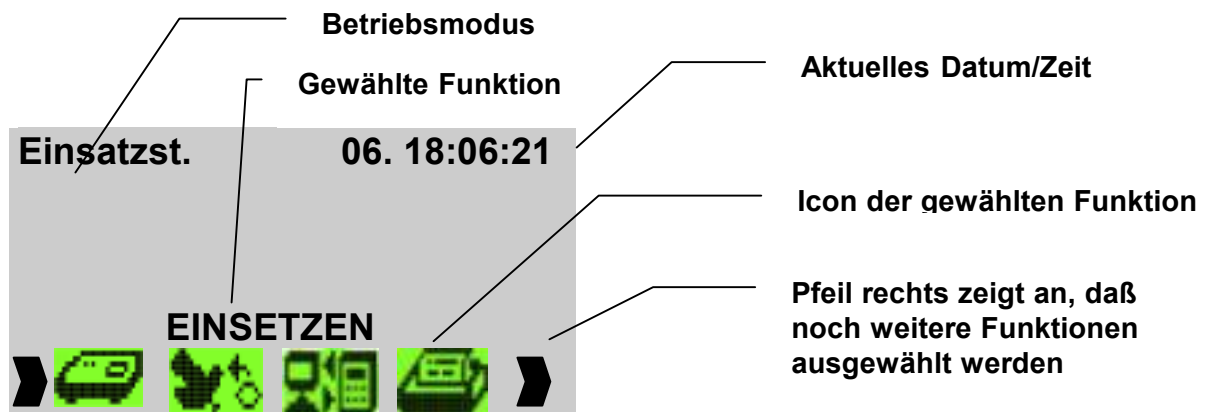 Betriebsmodus
Gewählte Funktion
Aktuelles Datum/Zeit
Einsatzst. 06. 18:06:21
Icon der gewählten Funktion
Pfeil rechts zeigt an, daß
noch weitere Funktionen
ausgewählt werden
EINSETZEN